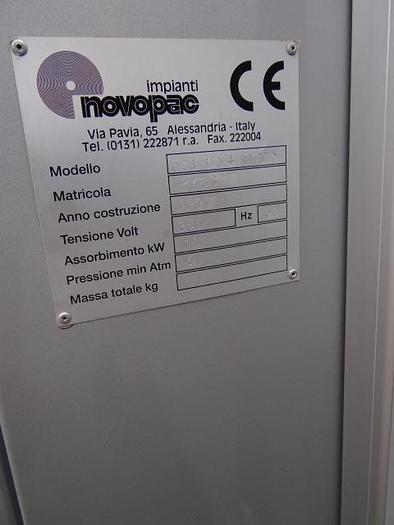 impianti
novopac
CE
Via Pavia, 65 Alessandria - Italy
Tel. (0131) 222871 r.a. Fax. 222004
Modello
Matricola
Anno costruzione
Tensione Volt Hz
Assorbimento kW
Pressione min Atm
Massa totale kg